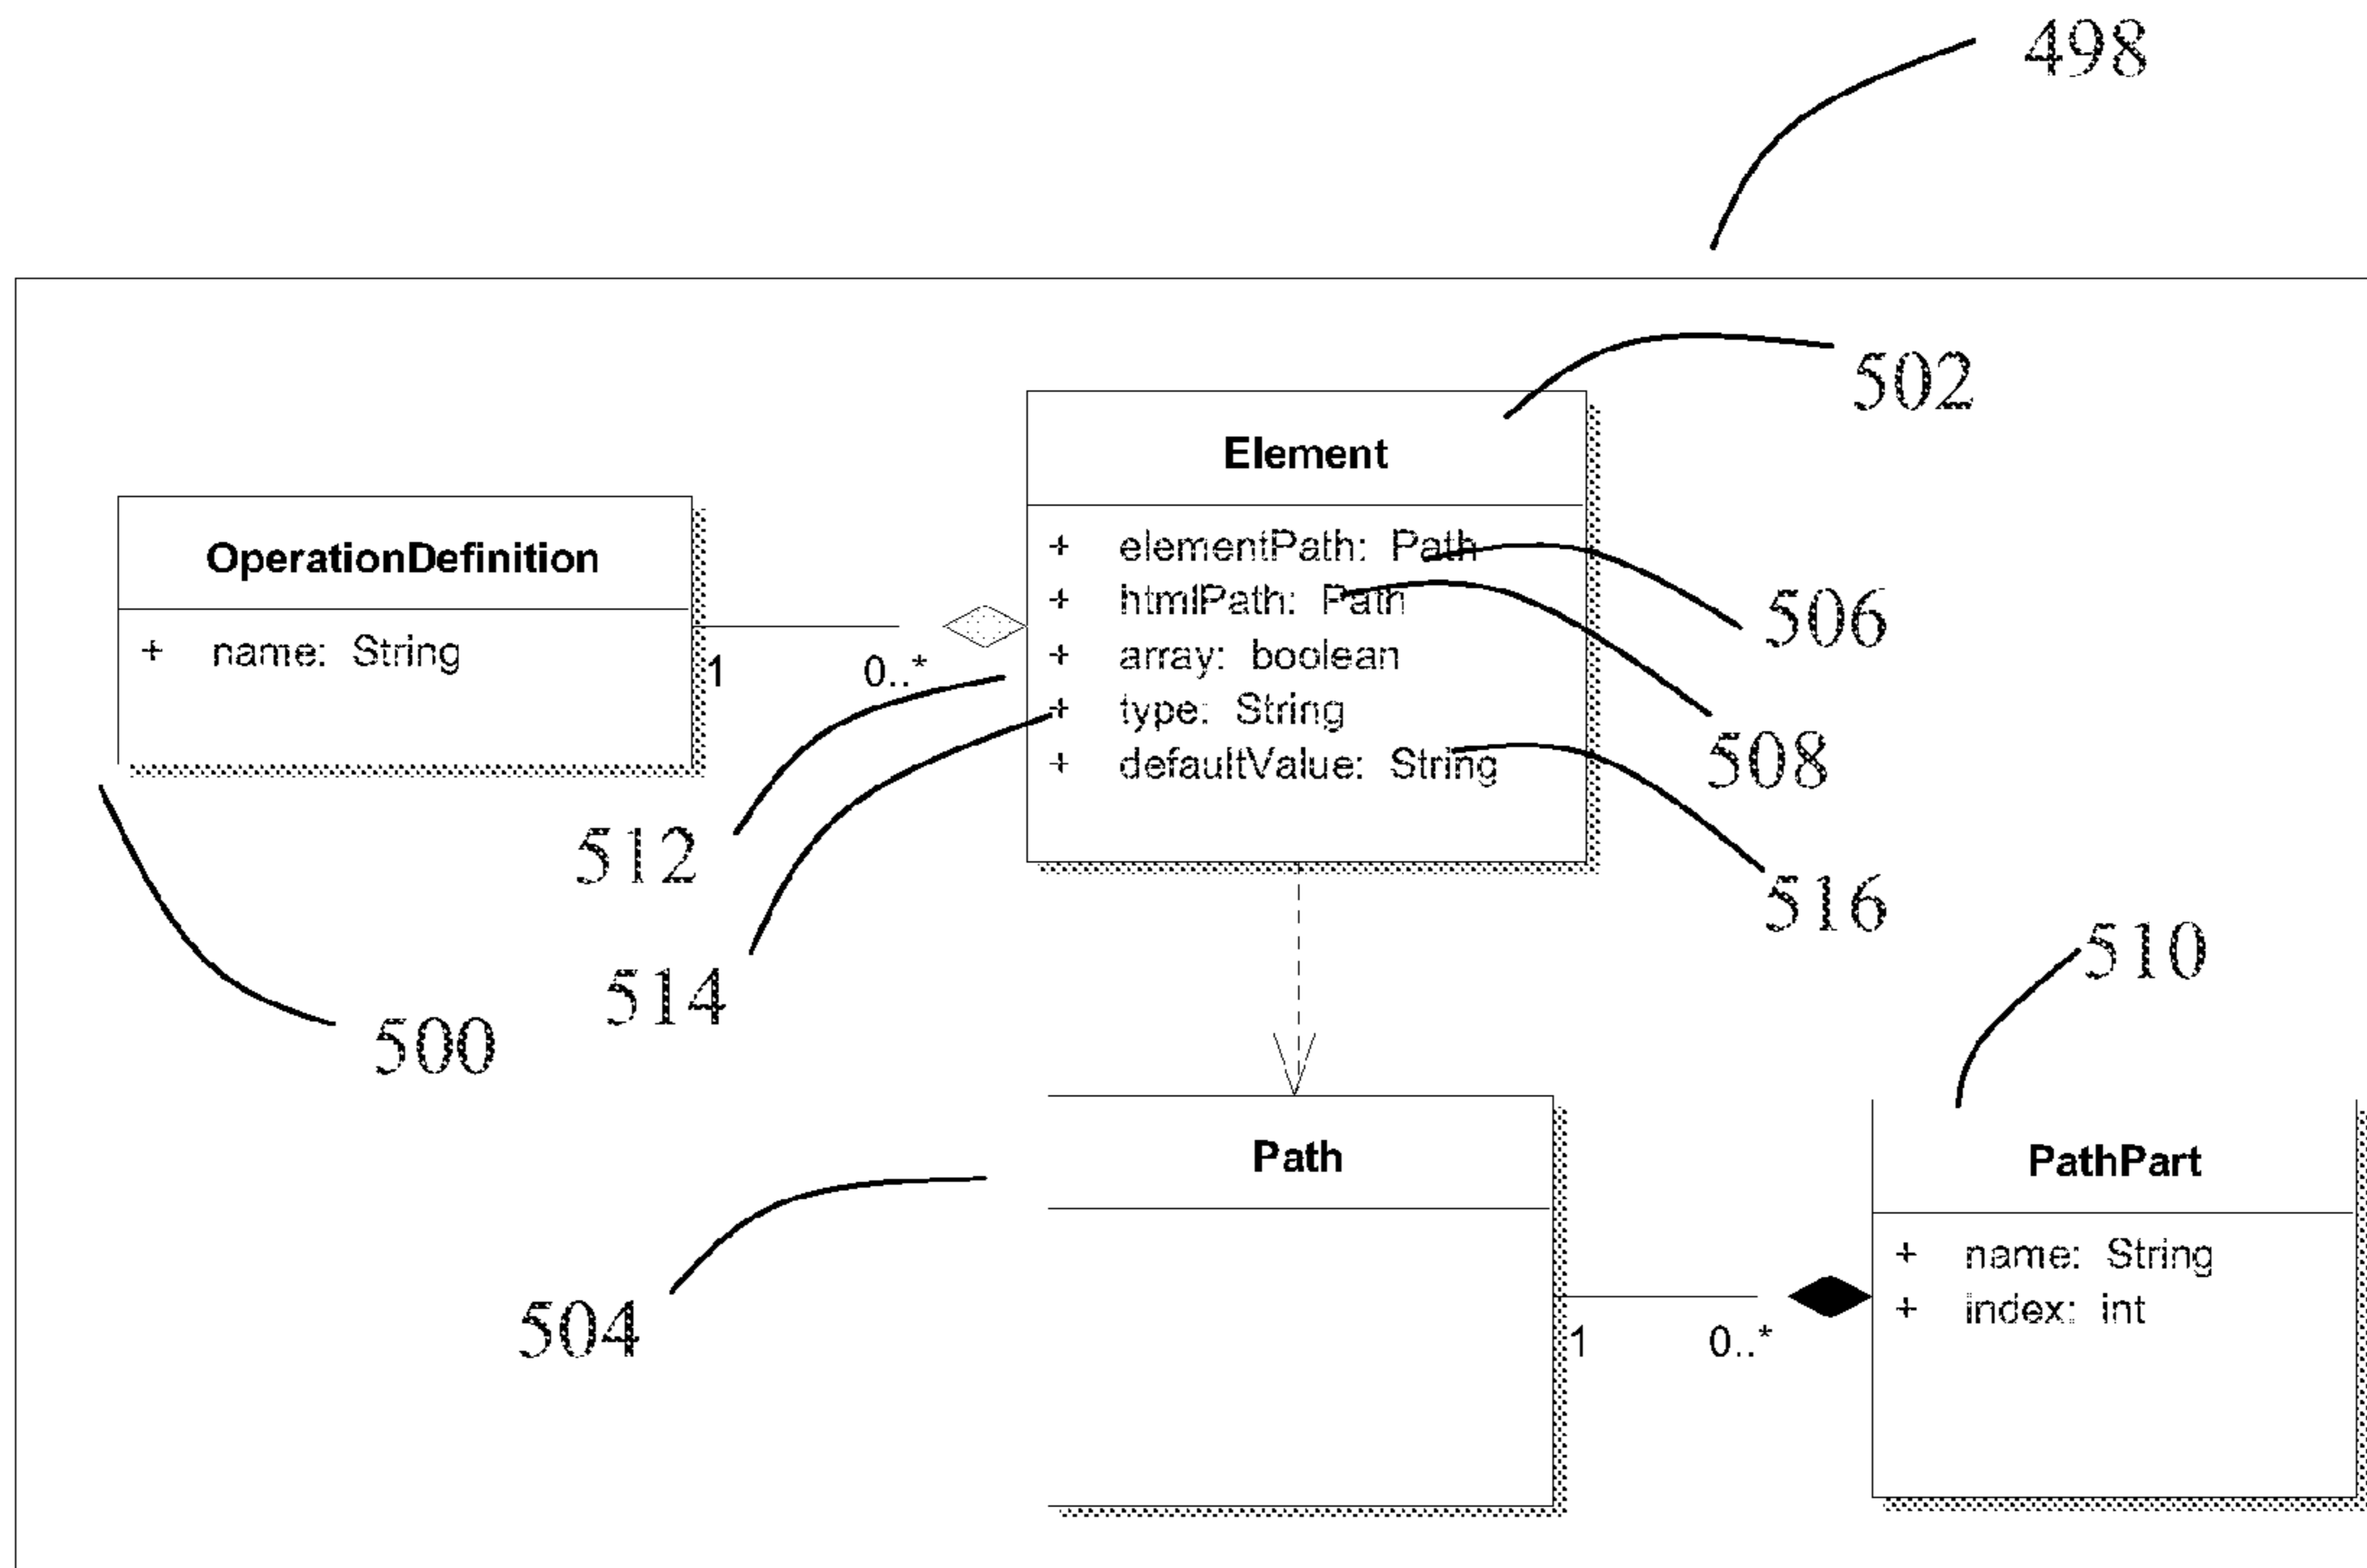 498
502
Element
OperationDefinition
+ elementPath: Path
+ htmlPath: Path
506
+ name: String
1
0..*
+ array: boolean
+ type: String
508
+ defaultValue: String
512
516
510
514
500
Path
PathPart
+ name: String
504
1
0..*
+ index: int